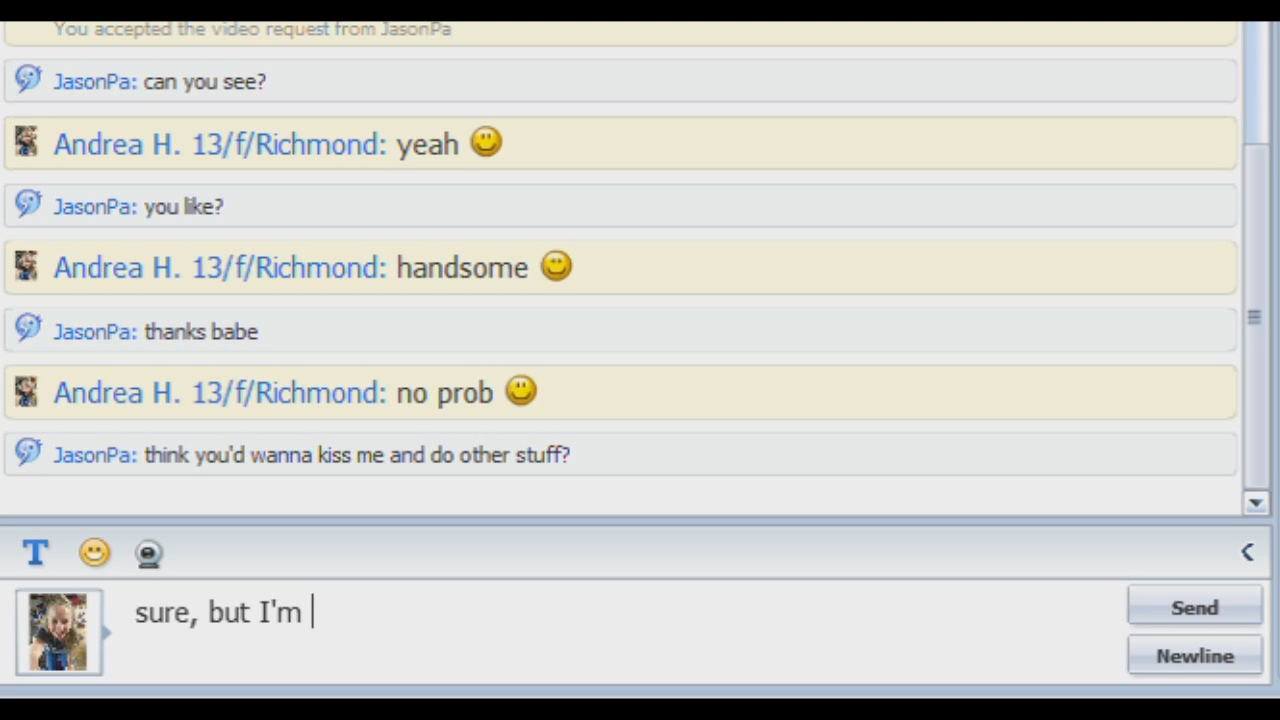 You accepted the video request from JasonPa
JasonPa: can you see?
Andrea H. 13/f/Richmond: yeah
JasonPa: you like?
Andrea H. 13/f/Richmond: handsome
JasonPa: thanks babe
Andrea H. 13/f/Richmond: no prob
JasonPa: think you'd wanna kiss me and do other stuff?
T
sure, but I'm
Send
Newline